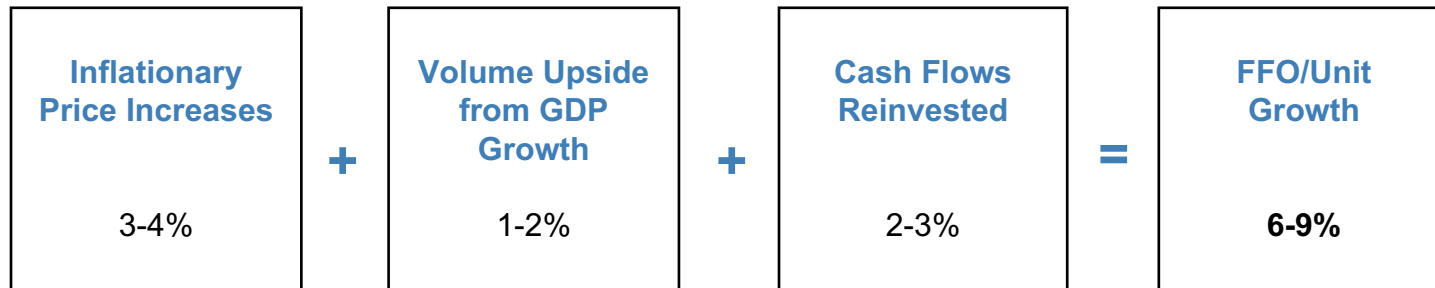 Inflationary
Price Increases
3-4%
+
Volume Upside
from GDP
Growth
1-2%
+
Cash Flows
Reinvested
2-3%
=
FFO/Unit
Growth
6-9%